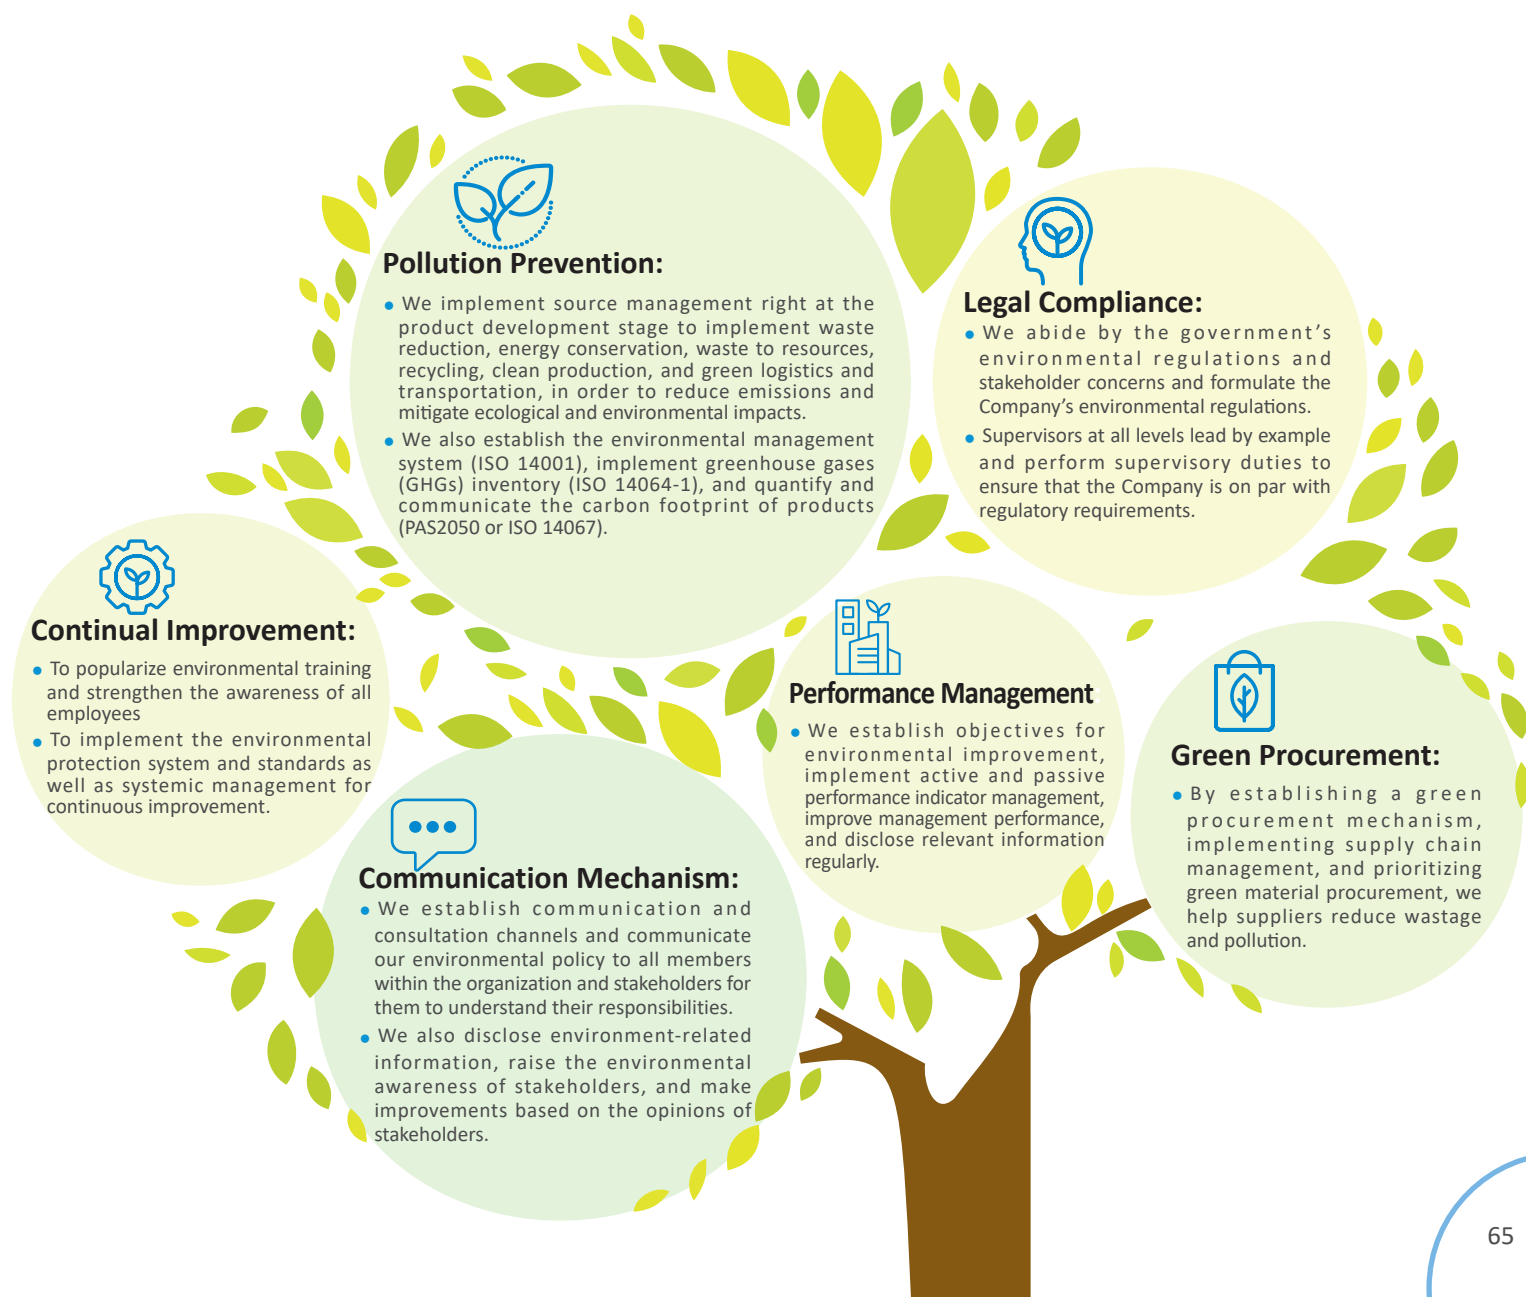 Pollution Prevention:
● We implement source management right at the
product development stage to implement waste
reduction, energy conservation, waste to resources,
recycling, clean production, and green logistics and
transportation, in order to reduce emissions and
mitigate ecological and environmental impacts.
● We also establish the environmental management
system (ISO 14001), implement greenhouse gases
(GHGs) inventory (ISO 14064-1), and quantify and
communicate the carbon footprint of products
(PAS2050 or ISO 14067).
Legal Compliance:
● We abide by the government's
environmental regulations and
stakeholder concerns and formulate the
Company's environmental regulations.
● Supervisors at all levels lead by example
and perform supervisory duties to
ensure that the Company is on par with
regulatory requirements.
Continual Improvement:
● To popularize environmental training
and strengthen the awareness of all
employees
● To implement the environmental
protection system and standards as
well as systemic management for
continuous improvement.
Performance Management:
● We establish objectives for
environmental improvement,
implement active and passive
performance indicator management,
improve management performance,
and disclose relevant information
regularly.
Green Procurement:
● By establishing a green
procurement mechanism,
implementing supply chain
management, and prioritizing
green material procurement, we
help suppliers reduce wastage
and pollution.
Communication Mechanism:
● We establish communication and
consultation channels and communicate
our environmental policy to all members
within the organization and stakeholders for
them to understand their responsibilities.
● We also disclose environment-related
information, raise the environmental
awareness of stakeholders, and make
improvements based on the opinions of
stakeholders.
65